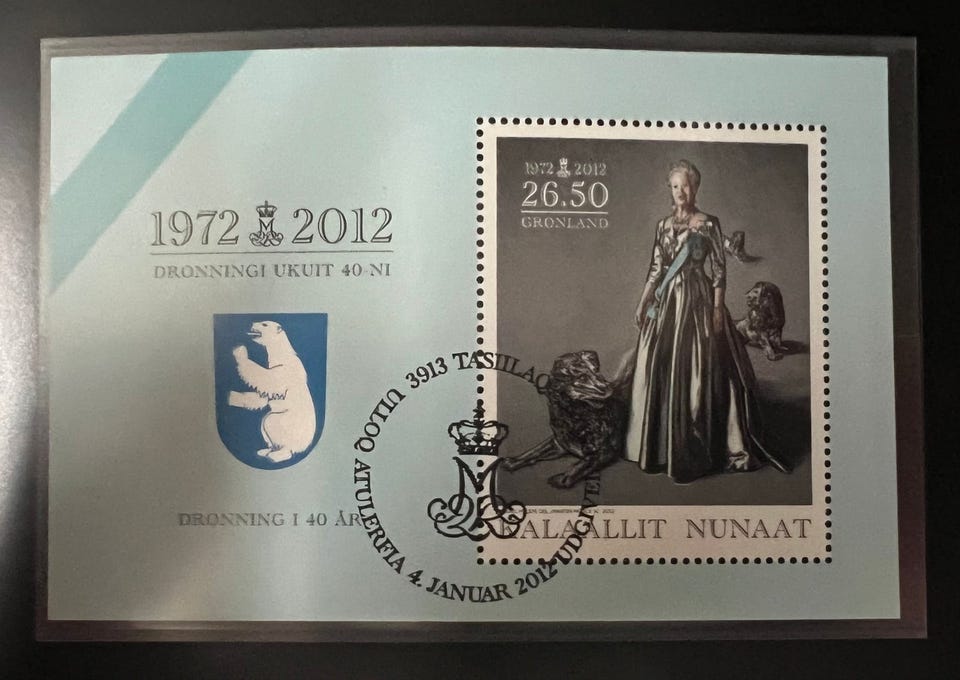 1972 2012
DRONNINGI UKUIT 40-NI
DRONNING I 40 ÅR
1972 2012
26.50
GRØNLAND
KALAALLIT NUNAAT
3913 TASIILAQ
UDGIVET
4. JANUAR 2012
ULLOQ ATULERFIA